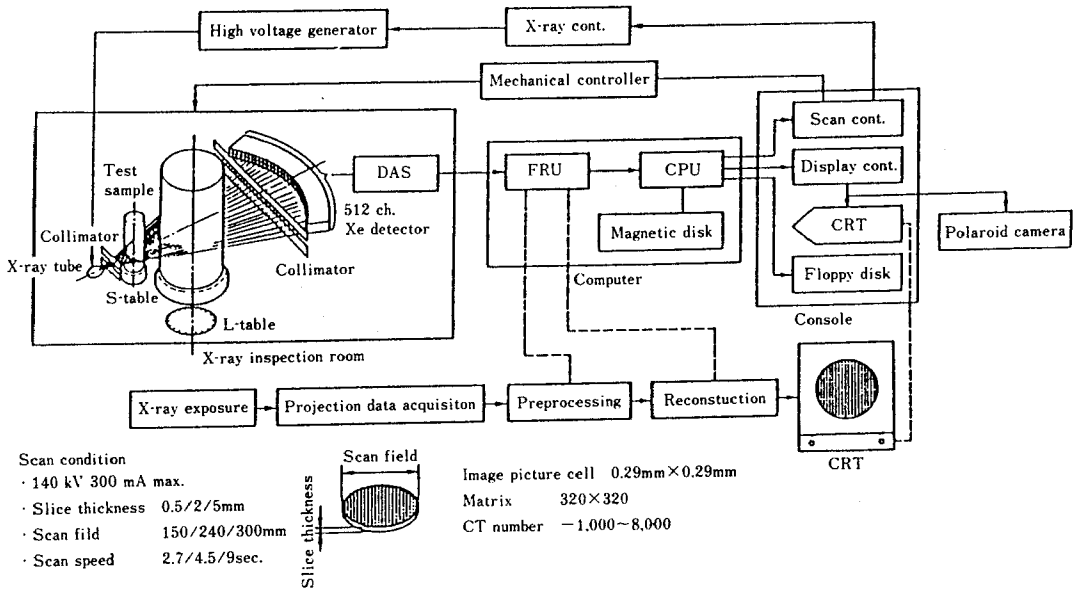 High voltage generator
X-ray cont.
Mechanical controller
Scan cont.
Test
sample
DAS
FRU
CPU
Display cont.
512 ch.
Xe detector
Collimator
Magnetic disk
CRT
Polaroid camera
X-ray tube
Collimator
Floppy disk
S-table
Computer
L-table
Console
X-ray inspection room
X-ray exposure
Projection data acquisiton
Preprocessing
Reconstuction
CRT
Scan condition
· 140 kV 300 mA max.
· Slice thickness 0.5/2/5mm
· Scan fild 150/240/300mm
· Scan speed 2.7/4.5/9sec.
Scan field
Slice thickness
Image picture cell 0.29mm×0.29mm
Matrix 320×320
CT number −1,000~8,000